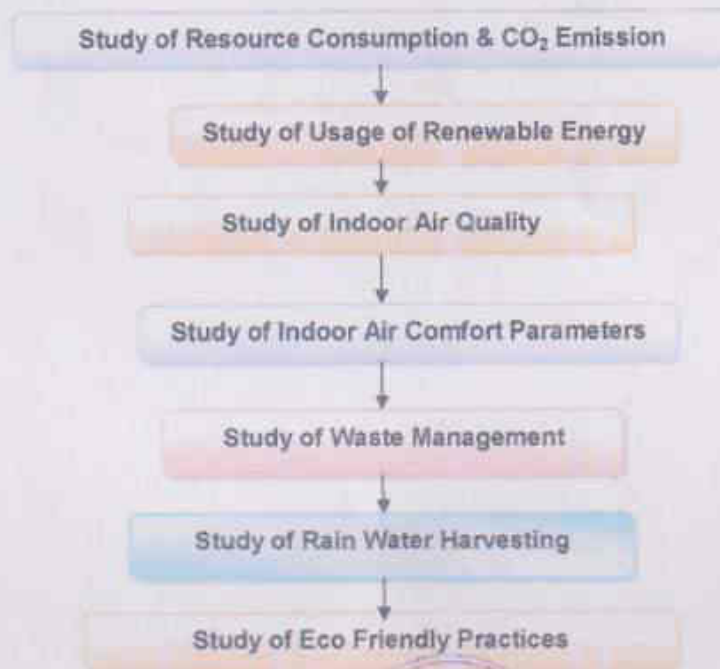 Study of Resource Consumption & CO₂ Emission
Study of Usage of Renewable Energy
Study of Indoor Air Quality
Study of Indoor Air Comfort Parameters
Study of Waste Management
Study of Rain Water Harvesting
Study of Eco Friendly Practices